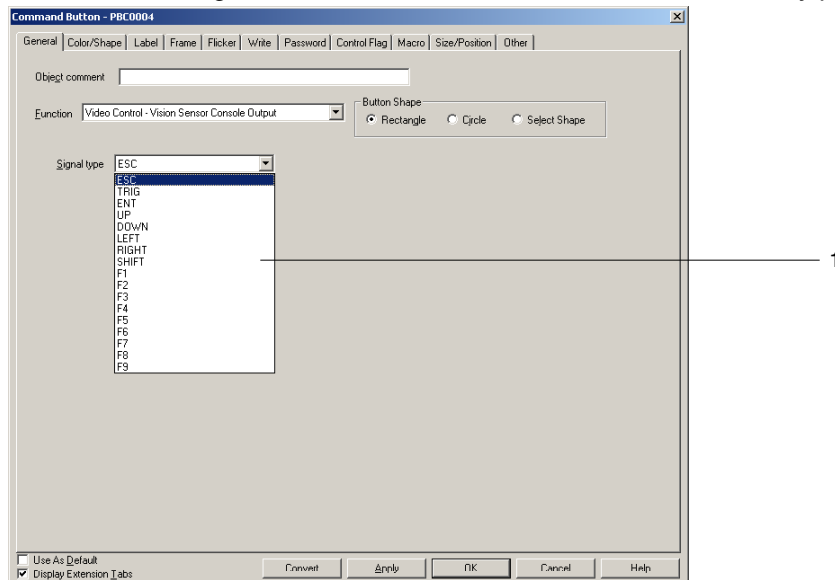 Command Button - PBC0004
General Color/Shape Label Frame Flicker Write Password Control Flag Macro Size/Position Other
Object comment
Function Video Control - Vision Sensor Console Output
Button Shape
Rectangle Circle Select Shape
Signal type ESC
ESC
TRIG
ENT
UP
DOWN
LEFT
RIGHT
SHIFT
1
F1
F2
F3
F4
F5
F6
F7
F8
F9
Use As Default
Display Extension Tabs
Convert Apply OK Cancel Help